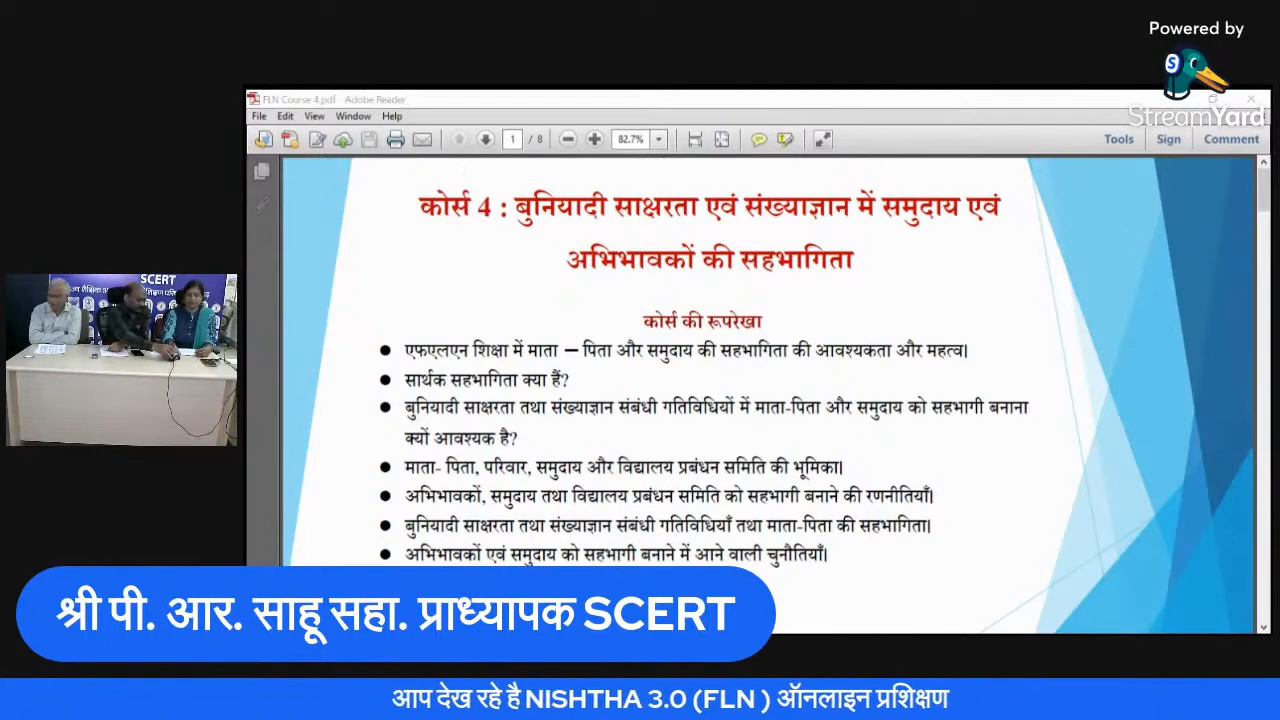 Powered by
StreamYard
FLN Course 4.pdf - Adobe Reader
File Edit View Window Help
1 / 8 82.7% Tools Sign Comment
कोर्स 4 : बुनियादी साक्षरता एवं संख्याज्ञान में समुदाय एवं
अभिभावकों की सहभागिता
कोर्स की रूपरेखा
● एफएलएन शिक्षा में माता – पिता और समुदाय की सहभागिता की आवश्यकता और महत्व।
● सार्थक सहभागिता क्या हैं?
● बुनियादी साक्षरता तथा संख्याज्ञान संबंधी गतिविधियों में माता-पिता और समुदाय को सहभागी बनाना
क्यों आवश्यक है?
● माता- पिता, परिवार, समुदाय और विद्यालय प्रबंधन समिति की भूमिका।
● अभिभावकों, समुदाय तथा विद्यालय प्रबंधन समिति को सहभागी बनाने की रणनीतियाँ।
● बुनियादी साक्षरता तथा संख्याज्ञान संबंधी गतिविधियाँ तथा माता-पिता की सहभागिता।
● अभिभावकों एवं समुदाय को सहभागी बनाने में आने वाली चुनौतियाँ।
SCERT
श्री पी. आर. साहू सहा. प्राध्यापक SCERT
आप देख रहे है NISHTHA 3.0 (FLN ) ऑनलाइन प्रशिक्षण